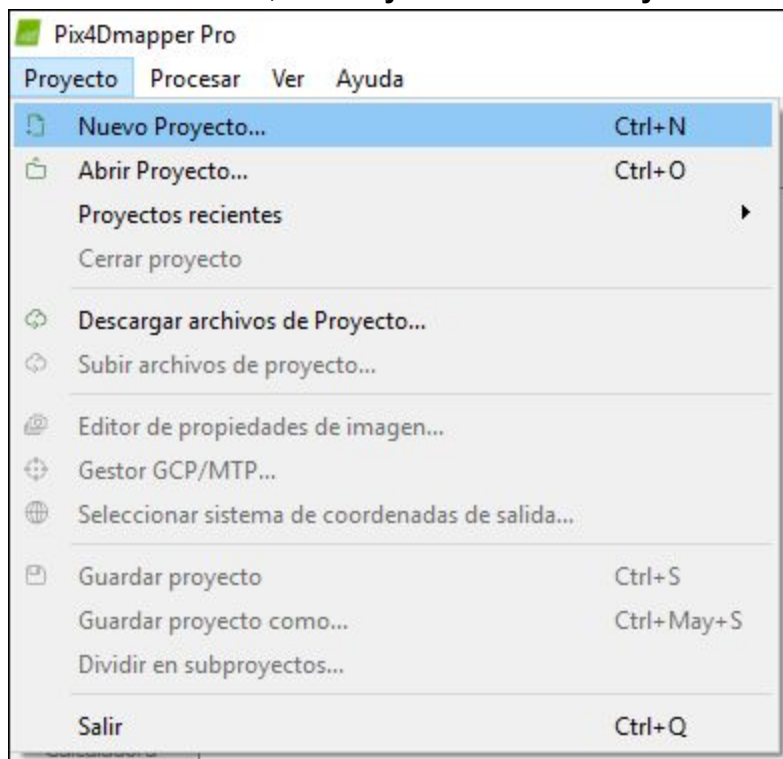 Pix4Dmapper Pro
Proyecto Procesar Ver Ayuda
Nuevo Proyecto... Ctrl+N
Abrir Proyecto... Ctrl+O
Proyectos recientes
Cerrar proyecto
Descargar archivos de Proyecto...
Subir archivos de proyecto...
Editor de propiedades de imagen...
Gestor GCP/MTP...
Seleccionar sistema de coordenadas de salida...
Guardar proyecto Ctrl+S
Guardar proyecto como... Ctrl+May+S
Dividir en subproyectos...
Salir Ctrl+Q